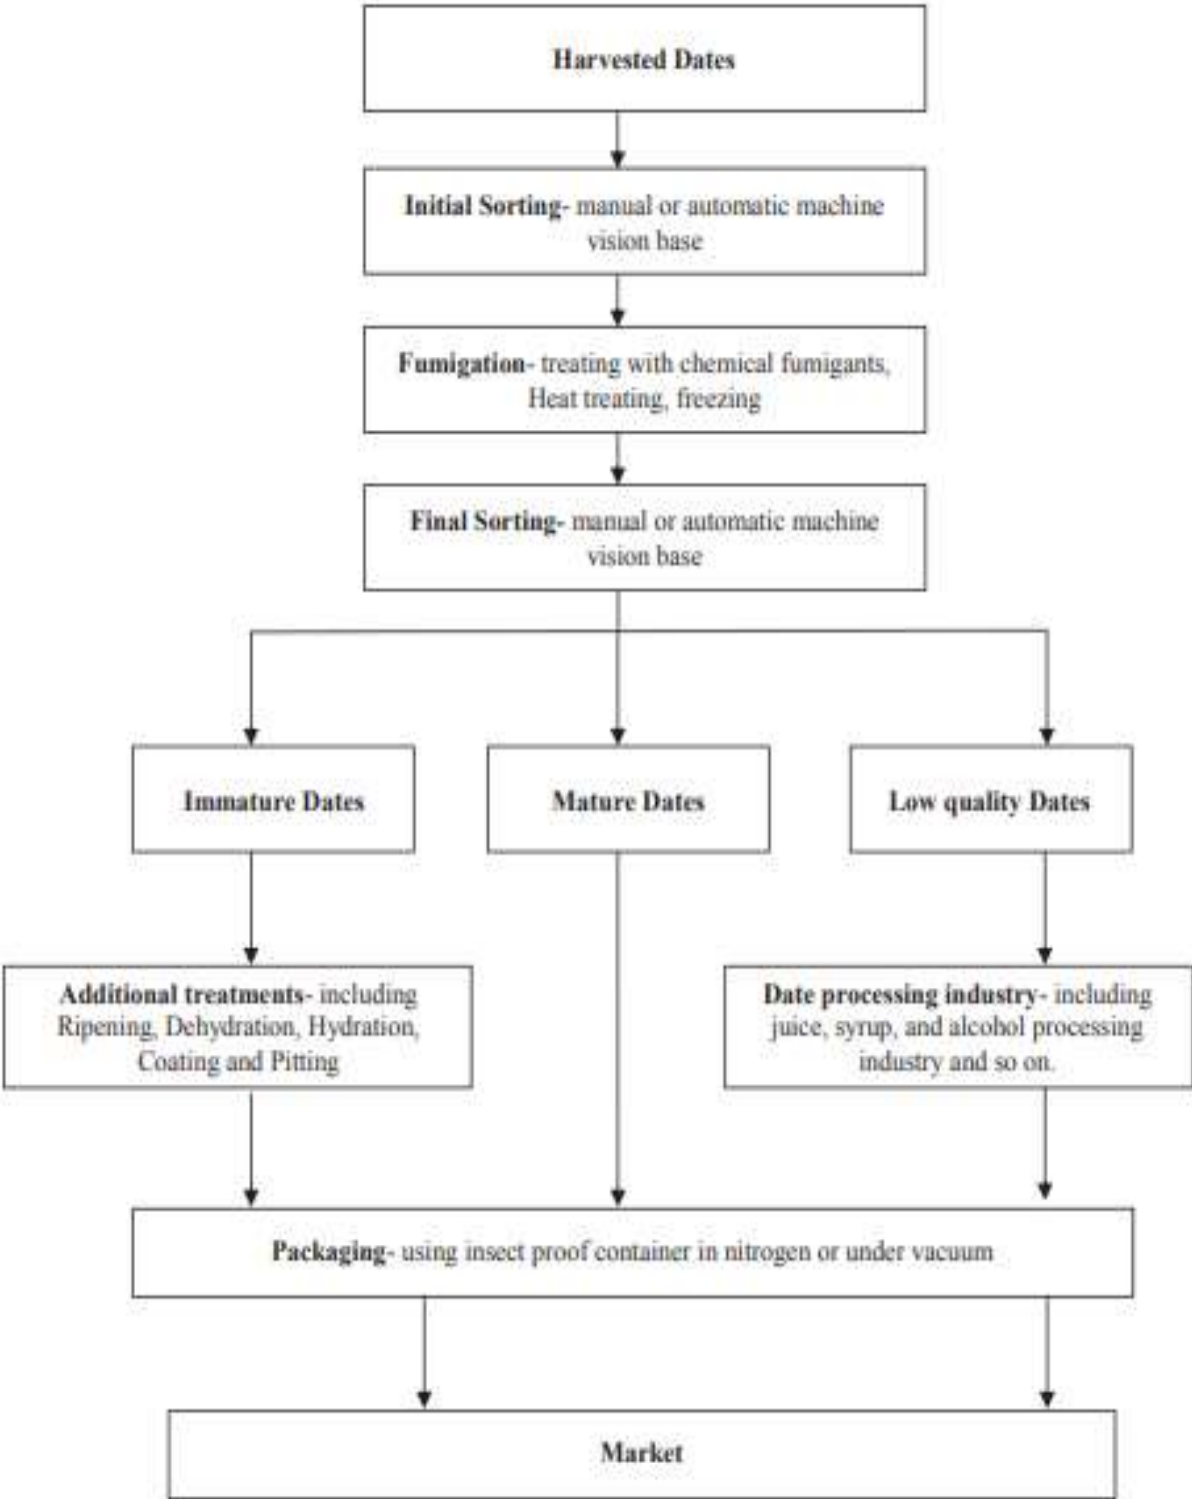 Harvested Dates
Initial Sorting- manual or automatic machine
vision base
Fumigation- treating with chemical fumigants,
Heat treating, freezing
Final Sorting- manual or automatic machine
vision base
Immature Dates
Mature Dates
Low quality Dates
Additional treatments- including
Ripening, Dehydration, Hydration,
Coating and Pitting
Date processing industry- including
juice, syrup, and alcohol processing
industry and so on.
Packaging- using insect proof container in nitrogen or under vacuum
Market